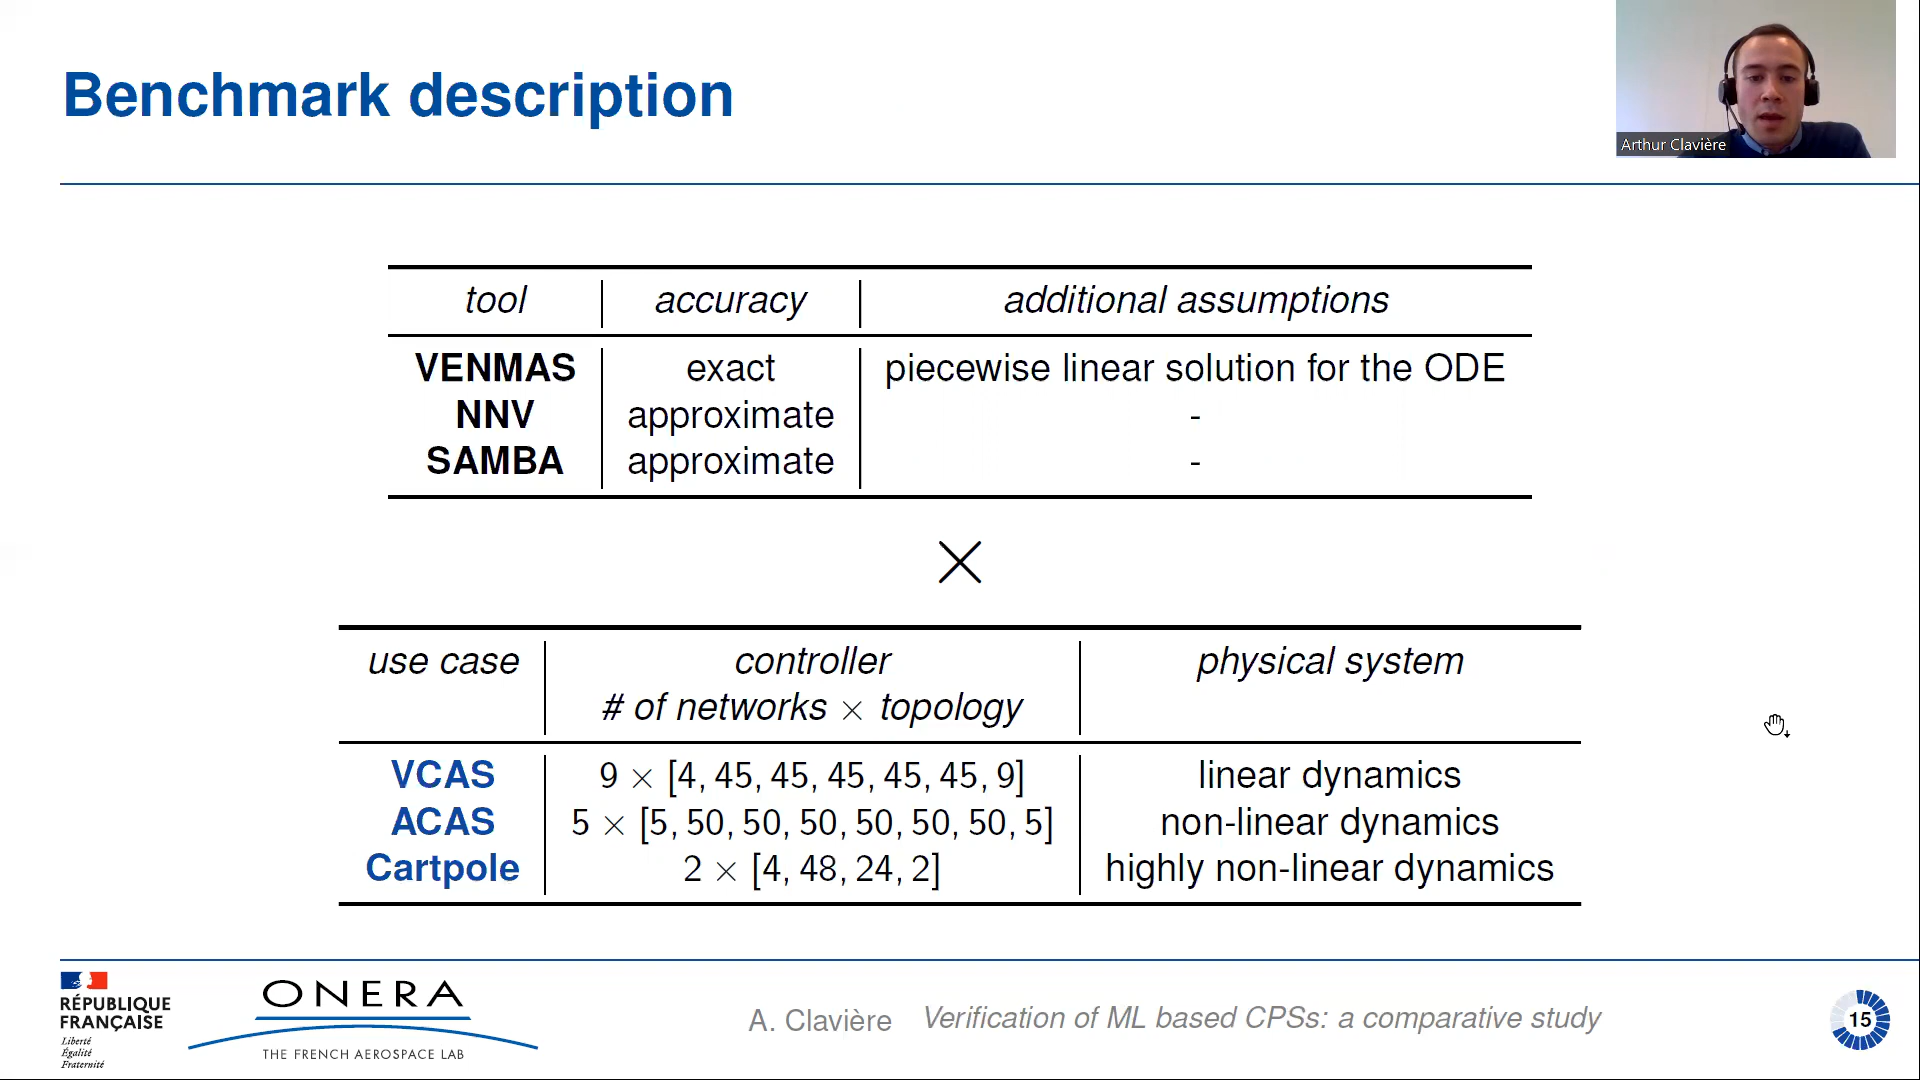 Benchmark description
Arthur Clavière
tool accuracy additional assumptions
VENMAS exact piecewise linear solution for the ODE
NNV approximate -
SAMBA approximate -
×
use case controller physical system
# of networks × topology
VCAS 9 × [4, 45, 45, 45, 45, 45, 9] linear dynamics
ACAS 5 × [5, 50, 50, 50, 50, 50, 50, 5] non-linear dynamics
Cartpole 2 × [4, 48, 24, 2] highly non-linear dynamics
RÉPUBLIQUE
FRANÇAISE
Liberté
Égalité
Fraternité
ONERA
THE FRENCH AEROSPACE LAB
A. Clavière Verification of ML based CPSs: a comparative study
15